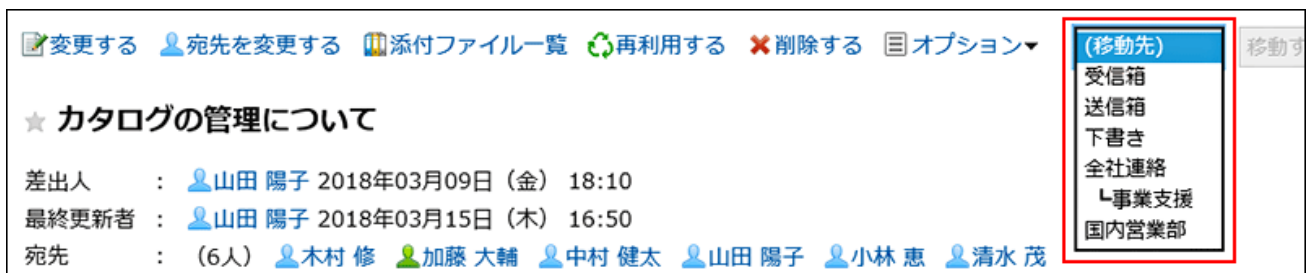 変更する 宛先を変更する 添付ファイル一覧 再利用する 削除する オプション▾ (移動先) 移動す
受信箱
送信箱
下書き
全社連絡
┗事業支援
国内営業部
カタログの管理について
差出人 : 山田 陽子 2018年03月09日（金） 18:10
最終更新者 : 山田 陽子 2018年03月15日（木） 16:50
宛先 : （6人） 木村 修 加藤 大輔 中村 健太 山田 陽子 小林 恵 清水 茂